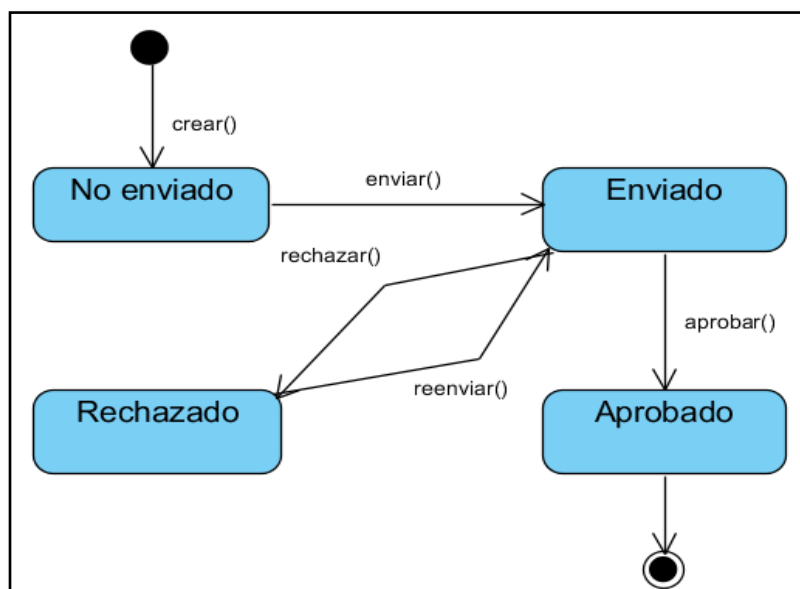 crear()
No enviado
enviar()
Enviado
rechazar()
aprobar()
reenviar()
Rechazado
Aprobado